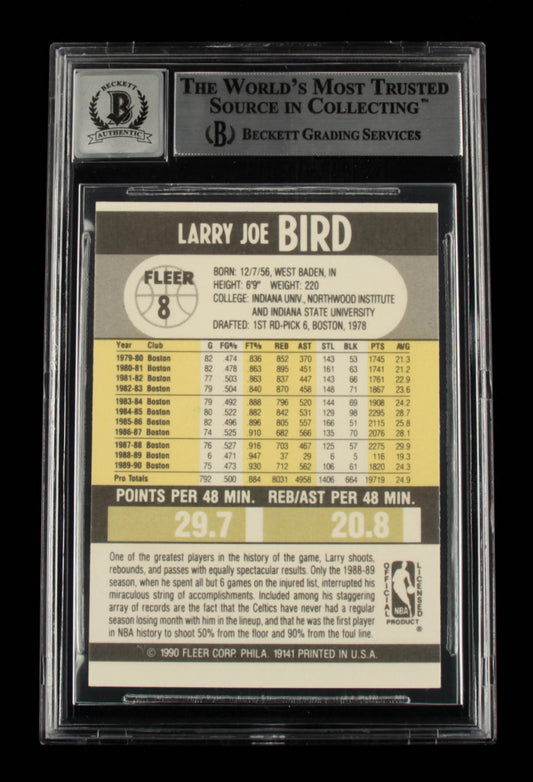 BECKETT
B
AUTHENTIC
THE WORLD'S MOST TRUSTED
SOURCE IN COLLECTING™
B BECKETT GRADING SERVICES
LARRY JOE BIRD
FLEER
8
BORN: 12/7/56, WEST BADEN, IN
HEIGHT: 6'9" WEIGHT: 220
COLLEGE: INDIANA UNIV., NORTHWOOD INSTITUTE
AND INDIANA STATE UNIVERSITY
DRAFTED: 1ST RD-PICK 6, BOSTON, 1978
Year Club G FG% FT% REB AST STL BLK PTS AVG
1979-80 Boston 82 .474 .836 852 370 143 53 1745 21.3
1980-81 Boston 82 .478 .863 895 451 161 63 1741 21.2
1981-82 Boston 77 .503 .863 837 447 143 66 1761 22.9
1982-83 Boston 79 .504 .840 870 458 148 71 1867 23.6
1983-84 Boston 79 .492 .888 796 520 144 69 1908 24.2
1984-85 Boston 80 .522 .882 842 531 129 98 2295 28.7
1985-86 Boston 82 .496 .896 805 557 166 51 2115 25.8
1986-87 Boston 74 .525 .910 682 566 135 70 2076 28.1
1987-88 Boston 76 .527 .916 703 467 125 57 2275 29.9
1988-89 Boston 6 .471 .947 37 29 6 5 116 19.3
1989-90 Boston 75 .473 .930 712 562 106 61 1820 24.3
Pro Totals 792 .500 .884 8031 4958 1406 664 19719 24.9
POINTS PER 48 MIN. REB/AST PER 48 MIN.
29.7 20.8
One of the greatest players in the history of the game, Larry shoots,
rebounds, and passes with equally spectacular results. Only the 1988-89
season, when he spent all but 6 games on the injured list, interrupted his
miraculous string of accomplishments. Included among his staggering
array of records are the fact that the Celtics have never had a regular
season losing month with him in the lineup, and that he was the first player
in NBA history to shoot 50% from the floor and 90% from the foul line.
OFFICIAL
LICENSED
NBA
PRODUCT ®
© 1990 FLEER CORP. PHILA. 19141 PRINTED IN U.S.A.